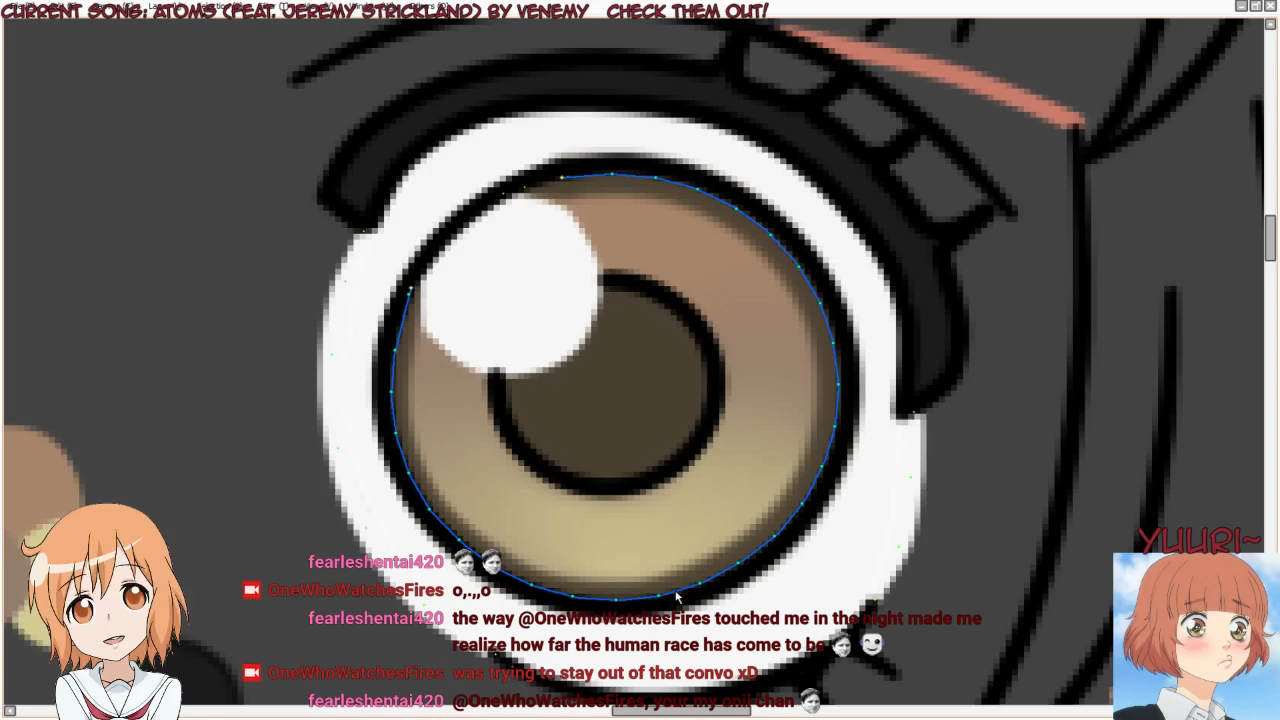 CURRENT SONG: ATOMS (FEAT. JEREMY STRICKLAND) BY VENEMY   CHECK THEM OUT!
YUURI~
fearleshentai420
OneWhoWatchesFires o,.,,o
fearleshentai420 the way @OneWhoWatchesFires touched me in the night made me
realize how far the human race has come to be
OneWhoWatchesFires was trying to stay out of that convo xD
fearleshentai420 @OneWhoWatchesFires, your my onii chan